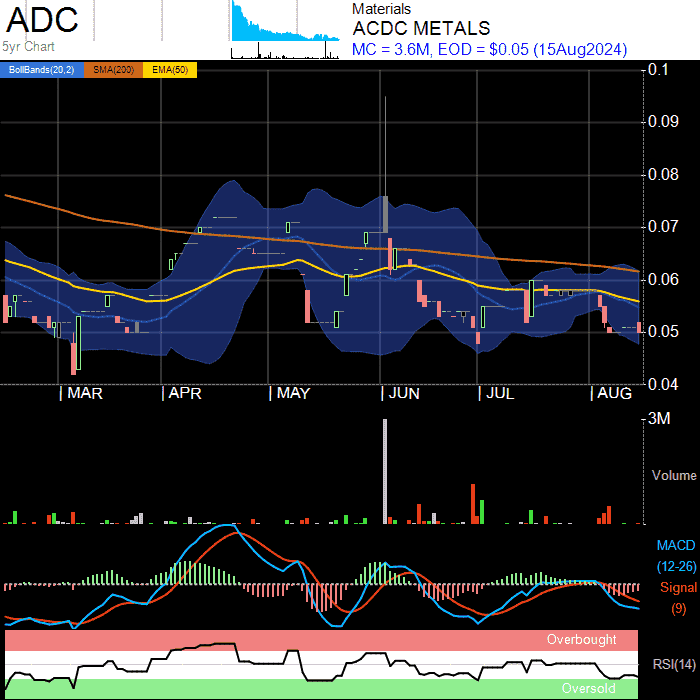 ADC
5yr Chart
Materials
ACDC METALS
MC = 3.6M, EOD = $0.05 (15Aug2024)
BollBands(20,2) SMA(200) EMA(50)
0.1
0.09
0.08
0.07
0.06
0.05
0.04
MAR APR MAY JUN JUL AUG
3M
Volume
MACD
(12-26)
Signal
(9)
Overbought
RSI(14)
Oversold